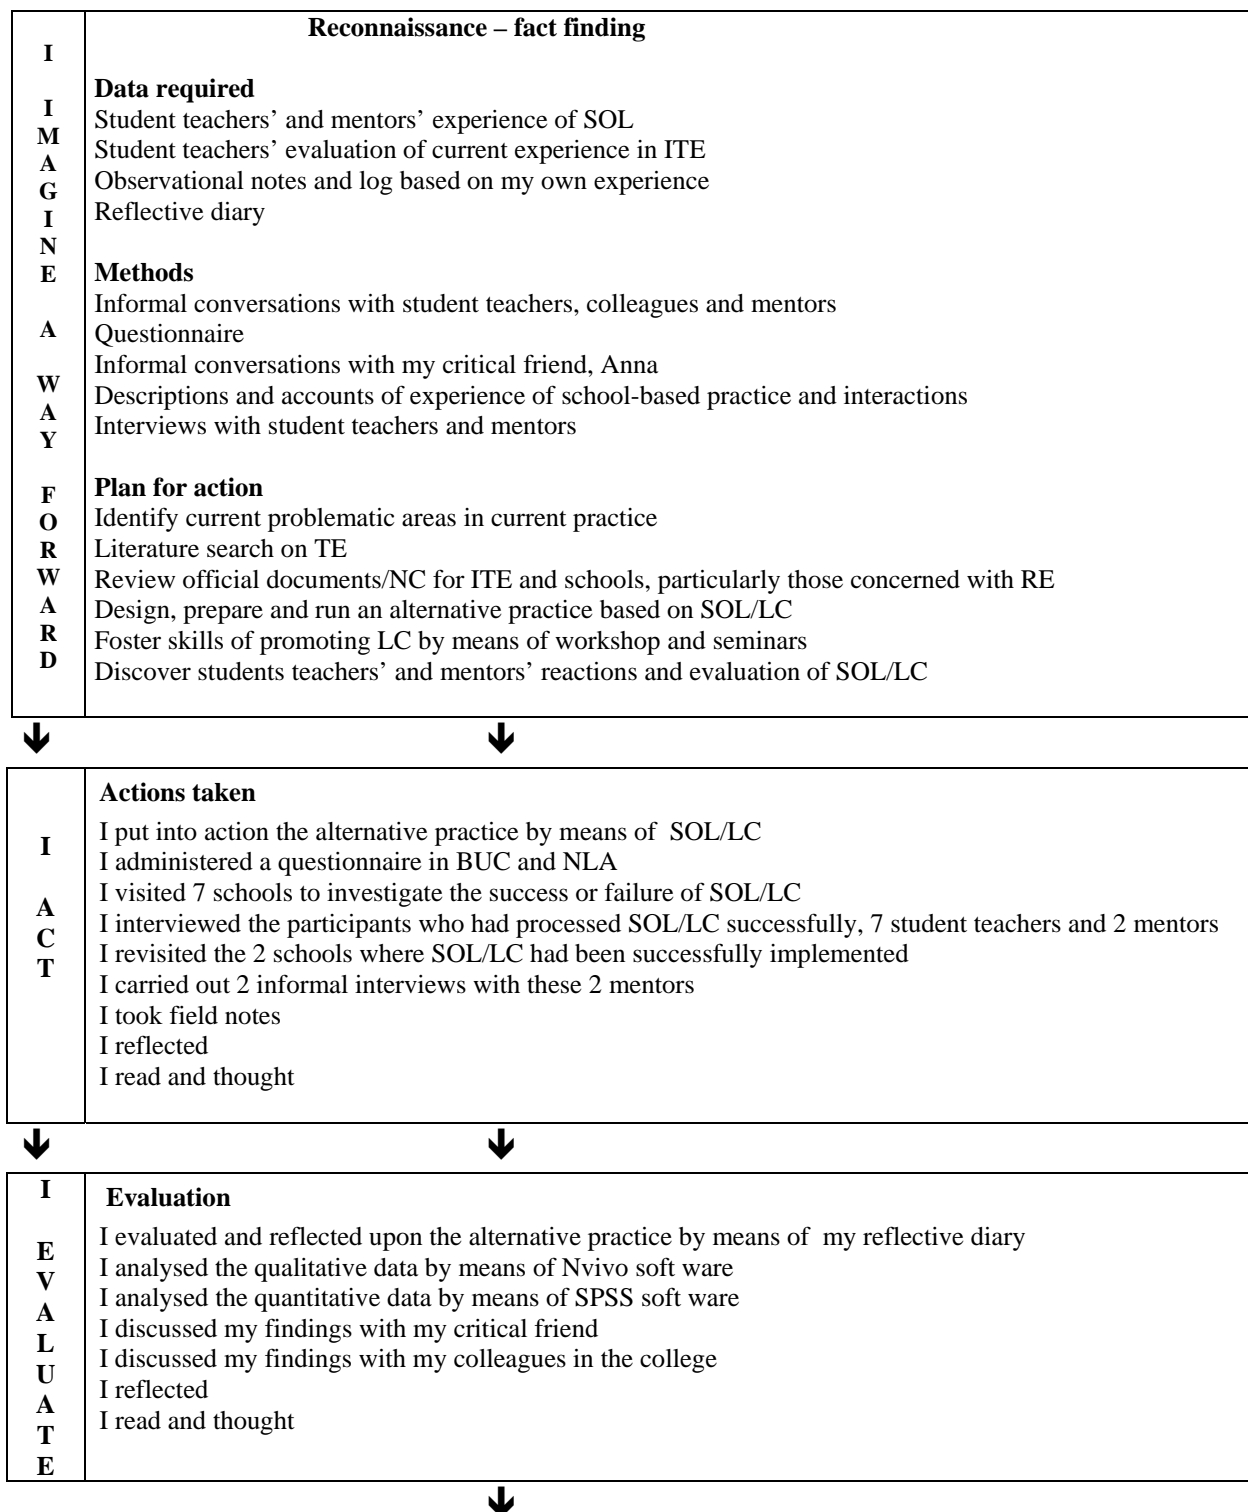 I IMAGINE A WAY FORWARD
Reconnaissance – fact finding
Data required
Student teachers’ and mentors’ experience of SOL
Student teachers’ evaluation of current experience in ITE
Observational notes and log based on my own experience
Reflective diary
Methods
Informal conversations with student teachers, colleagues and mentors
Questionnaire
Informal conversations with my critical friend, Anna
Descriptions and accounts of experience of school-based practice and interactions
Interviews with student teachers and mentors
Plan for action
Identify current problematic areas in current practice
Literature search on TE
Review official documents/NC for ITE and schools, particularly those concerned with RE
Design, prepare and run an alternative practice based on SOL/LC
Foster skills of promoting LC by means of workshop and seminars
Discover students teachers’ and mentors’ reactions and evaluation of SOL/LC
I ACT
Actions taken
I put into action the alternative practice by means of SOL/LC
I administered a questionnaire in BUC and NLA
I visited 7 schools to investigate the success or failure of SOL/LC
I interviewed the participants who had processed SOL/LC successfully, 7 student teachers and 2 mentors
I revisited the 2 schools where SOL/LC had been successfully implemented
I carried out 2 informal interviews with these 2 mentors
I took field notes
I reflected
I read and thought
I EVALUATE
Evaluation
I evaluated and reflected upon the alternative practice by means of my reflective diary
I analysed the qualitative data by means of Nvivo soft ware
I analysed the quantitative data by means of SPSS soft ware
I discussed my findings with my critical friend
I discussed my findings with my colleagues in the college
I reflected
I read and thought